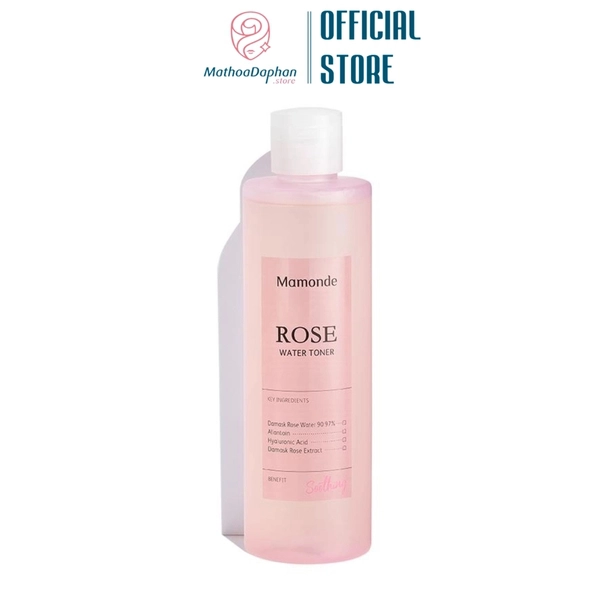 MathoaDaphan
.store
OFFICIAL
STORE
Mamonde
ROSE
WATER TONER
KEY INGREDIENTS
Damask Rose Water 90.97%
Allantoin
Hyaluronic Acid
Damask Rose Extract
BENEFIT
Soothing